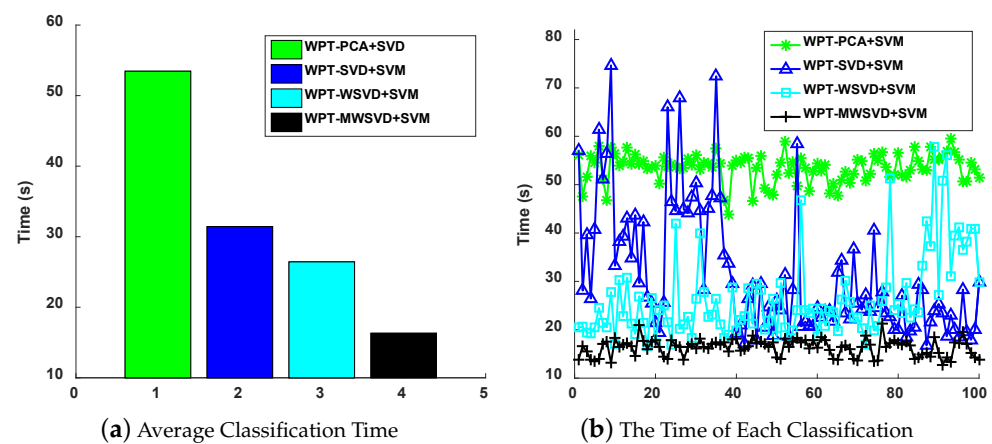 60
50
40
30
20
10
0
1
2
3
4
5
Time (s)
WPT-PCA+SVD
WPT-SVD+SVM
WPT-WSVD+SVM
WPT-MWSVD+SVM
(a) Average Classification Time
80
70
60
50
40
30
20
10
0
20
40
60
80
100
Time (s)
WPT-PCA+SVM
WPT-SVD+SVM
WPT-WSVD+SVM
WPT-MWSVD+SVM
(b) The Time of Each Classification